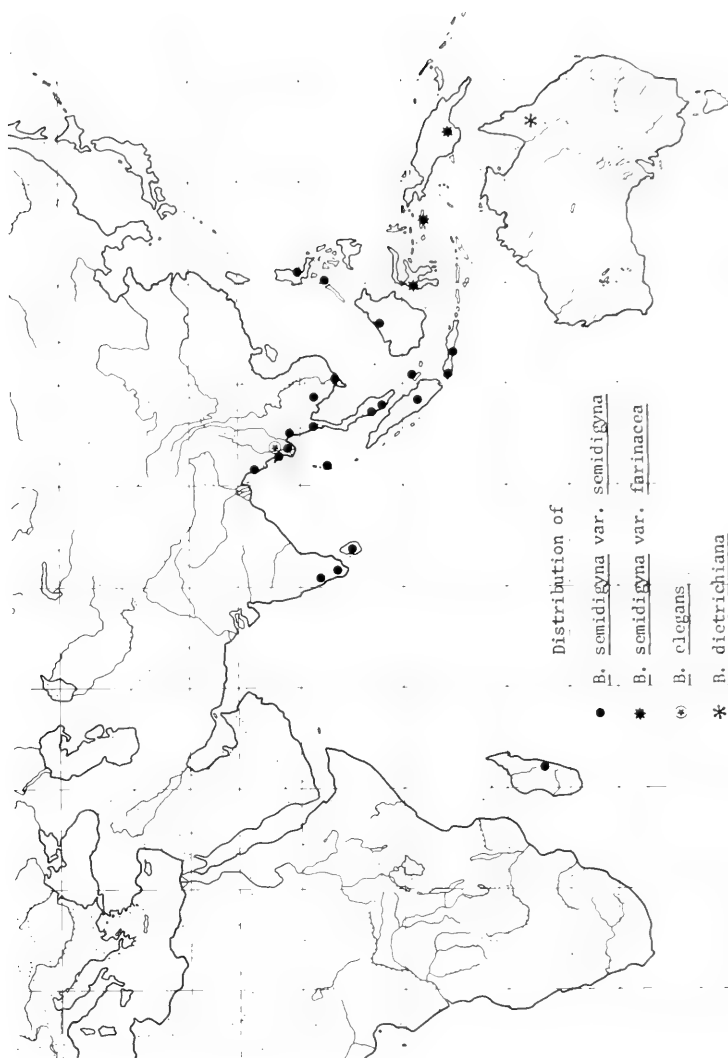 Distribution of
B. semidigyna var. semidigyna
B. semidigyna var. farinacea
B. elegans
B. dietrichiana